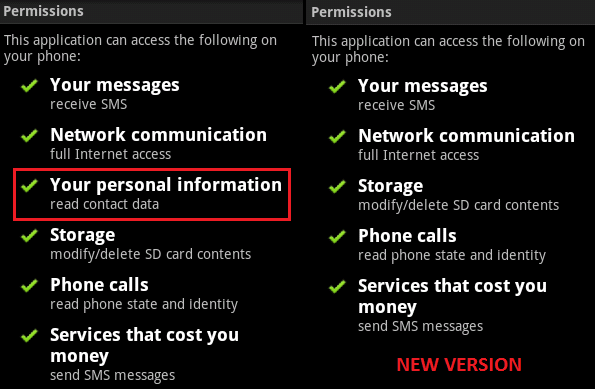 Permissions
This application can access the following on
your phone:
Your messages
receive SMS
Network communication
full Internet access
Your personal information
read contact data
Storage
modify/delete SD card contents
Phone calls
read phone state and identity
Services that cost you
money
send SMS messages
Permissions
This application can access the following on
your phone:
Your messages
receive SMS
Network communication
full Internet access
Storage
modify/delete SD card contents
Phone calls
read phone state and identity
Services that cost you
money
send SMS messages
NEW VERSION